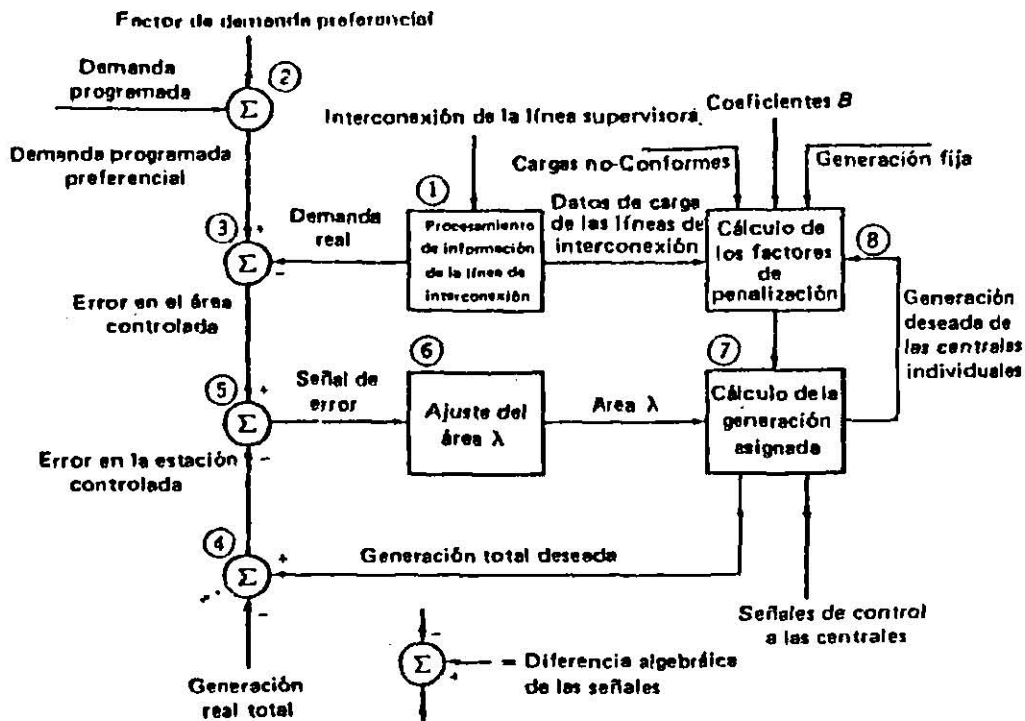 Factor de demanda preferencial
Demanda
programada
2
Σ
Interconexión de la línea supervisora
Coeficientes B
Cargas no-Conformes
Generación fija
Demanda programada
preferencial
1
Demanda
real
Procesamiento
de información
de la línea de
interconexión
Datos de carga
de las líneas de
interconexión
Cálculo de
los factores
de
penalización
8
3
+
Σ
-
Error en el área
controlada
Generación
deseada de
las centrales
individuales
5
+
Σ
-
Señal de
error
6
Ajuste del
área λ
Area λ
7
Cálculo de la
generación
asignada
Error en la estación
controlada
4
+
Σ
-
Generación total deseada
Señales de control
a las centrales
Generación
real total
-
Σ
+
= Diferencia algebráica
de las señales